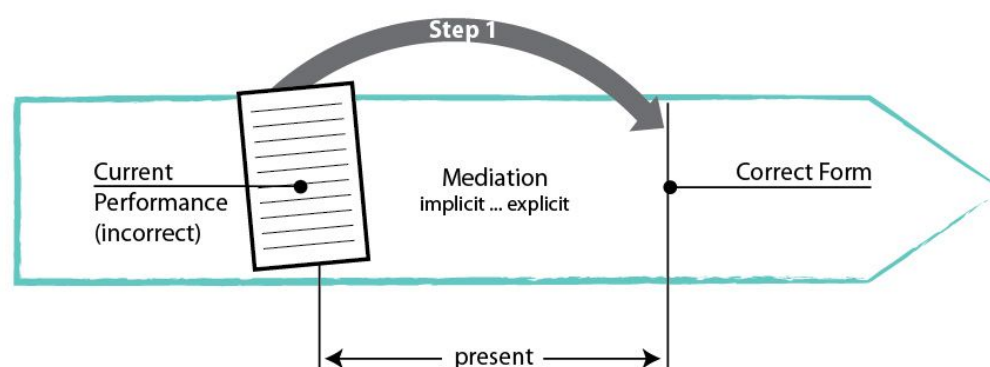 Step 1
Current
Performance
(incorrect)
Mediation
implicit ... explicit
Correct Form
present